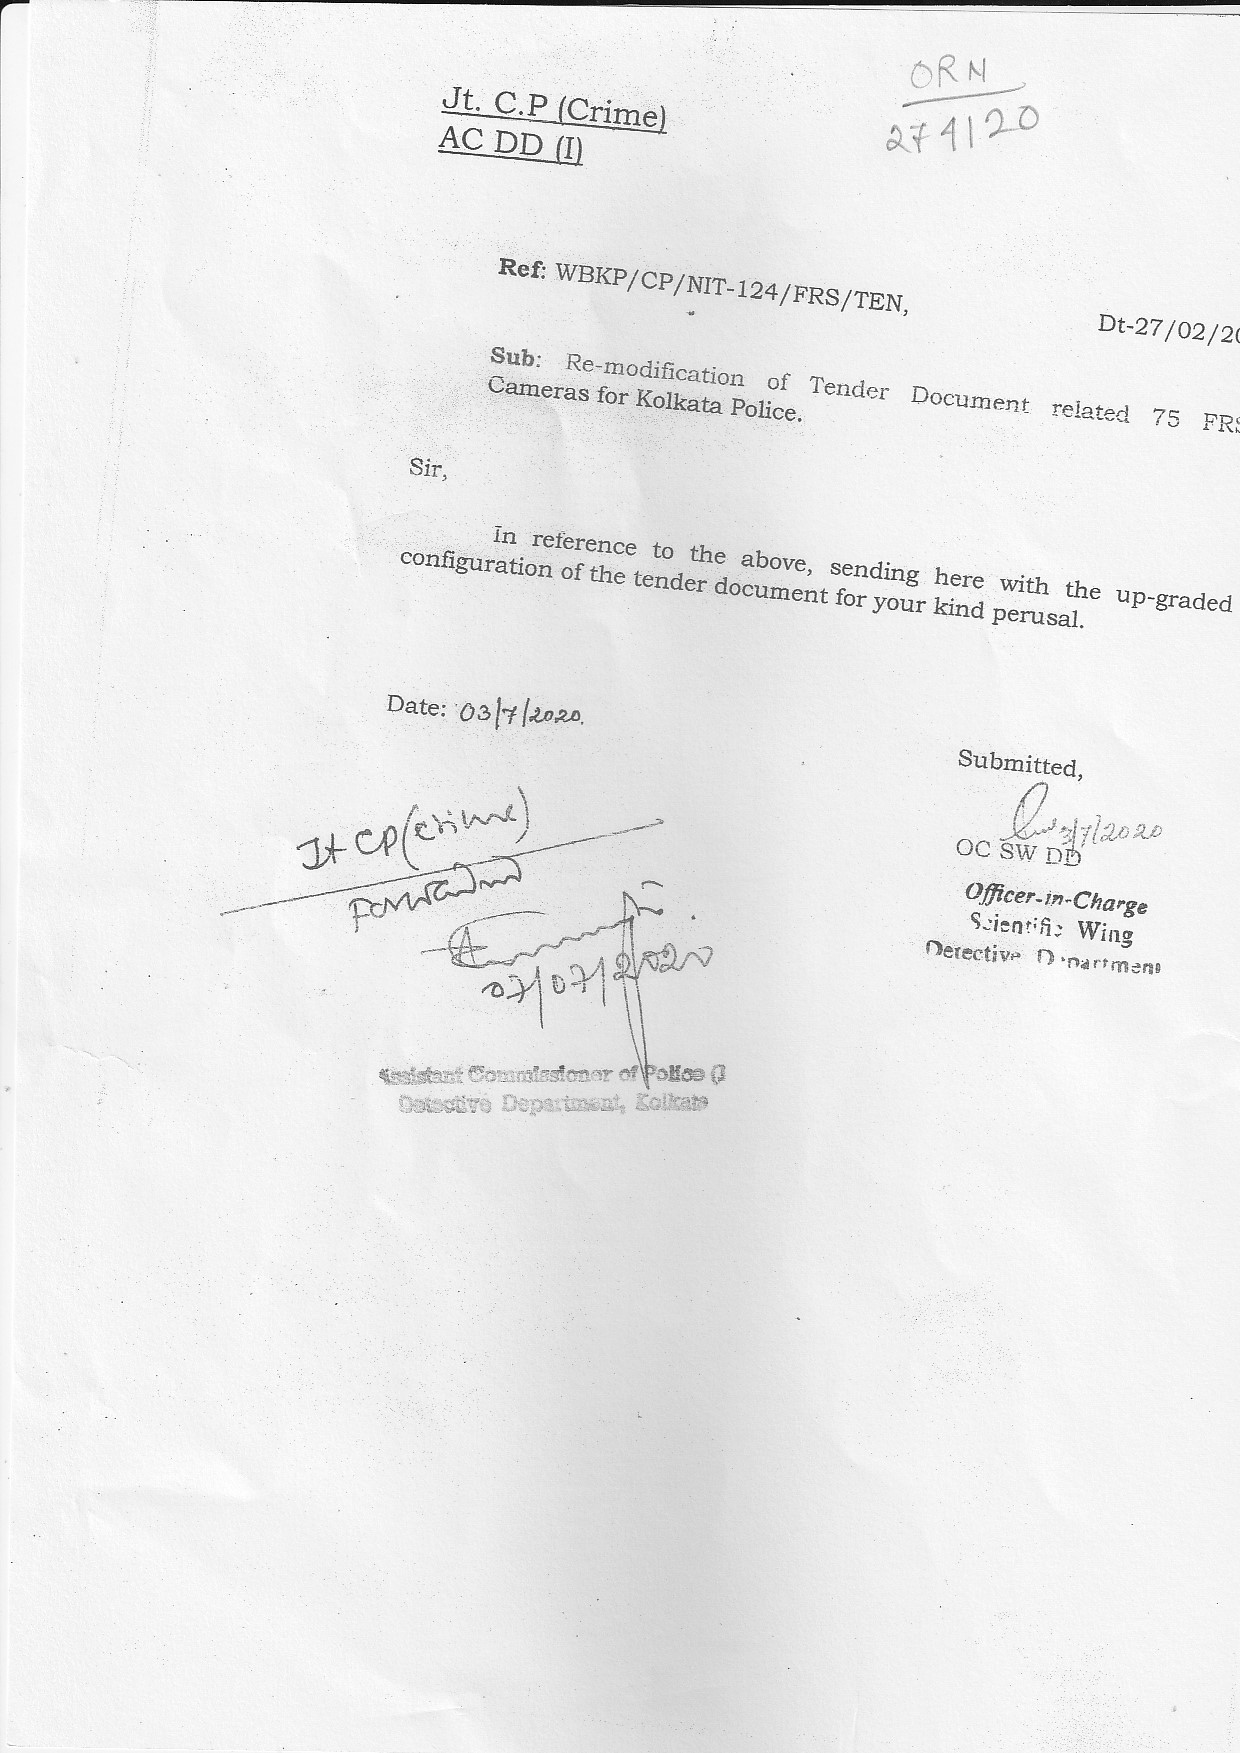 ORN
274/20
Jt. C.P (Crime)
AC DD (I)
Ref: WBKP/CP/NIT-124/FRS/TEN,
Dt-27/02/20
Sub: Re-modification of Tender Document related 75 FRS
Cameras for Kolkata Police.
Sir,
In reference to the above, sending here with the up-graded
configuration of the tender document for your kind perusal.
Date: 03/7/2020.
Submitted,
3/7/2020
OC SW DD
Officer-in-Charge
Scientific Wing
Detective Department
Jt CP (Crime)
Forwarded
07/07/2020
Assistant Commissioner of Police (I
Detective Department, Kolkata